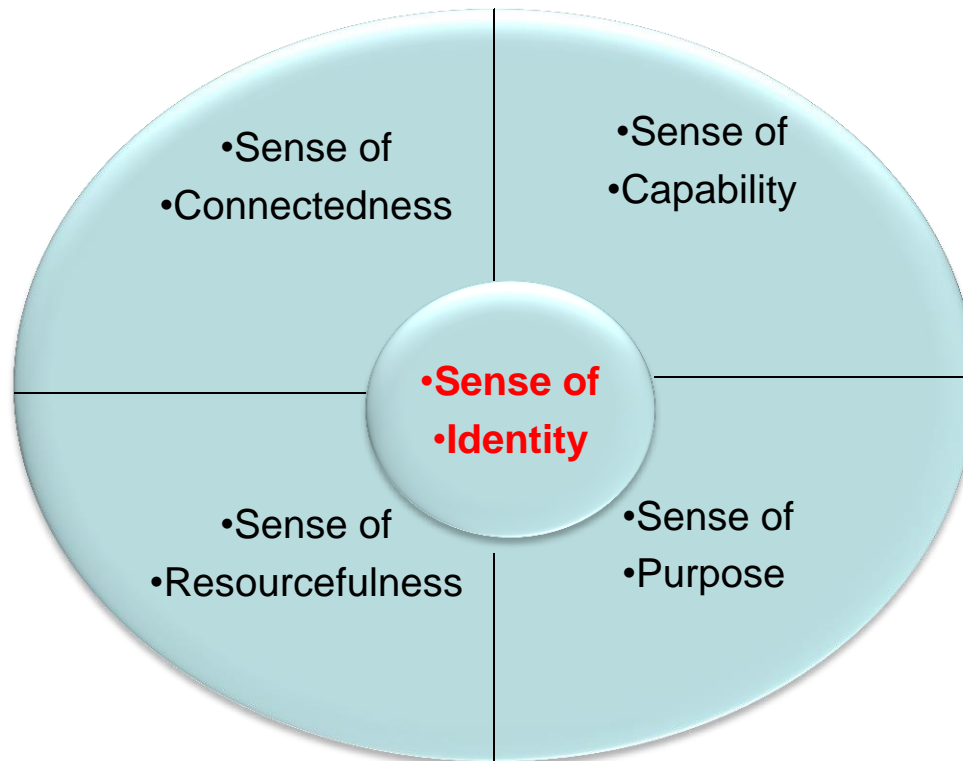 •Sense of
•Connectedness
•Sense of
•Capability
•Sense of
•Identity
•Sense of
•Resourcefulness
•Sense of
•Purpose